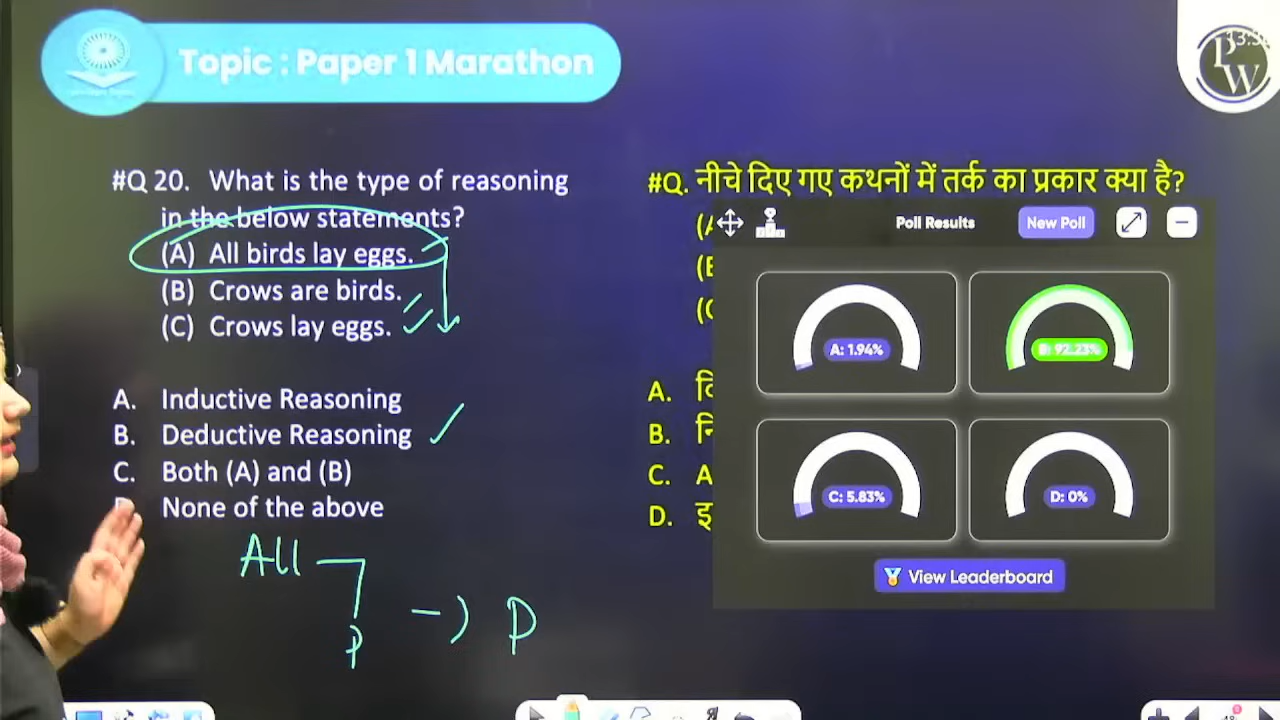 Topic : Paper 1 Marathon
PW
#Q 20. What is the type of reasoning
in the below statements?
(A) All birds lay eggs.
(B) Crows are birds.
(C) Crows lay eggs.
A. Inductive Reasoning
B. Deductive Reasoning
C. Both (A) and (B)
None of the above
All
P
→ D
#Q. नीचे दिए गए कथनों में तर्क का प्रकार क्या है?
A.
B.
C. A
D.
Poll Results
New Poll
A: 1.94%
B: 92.23%
C: 5.83%
D: 0%
View Leaderboard